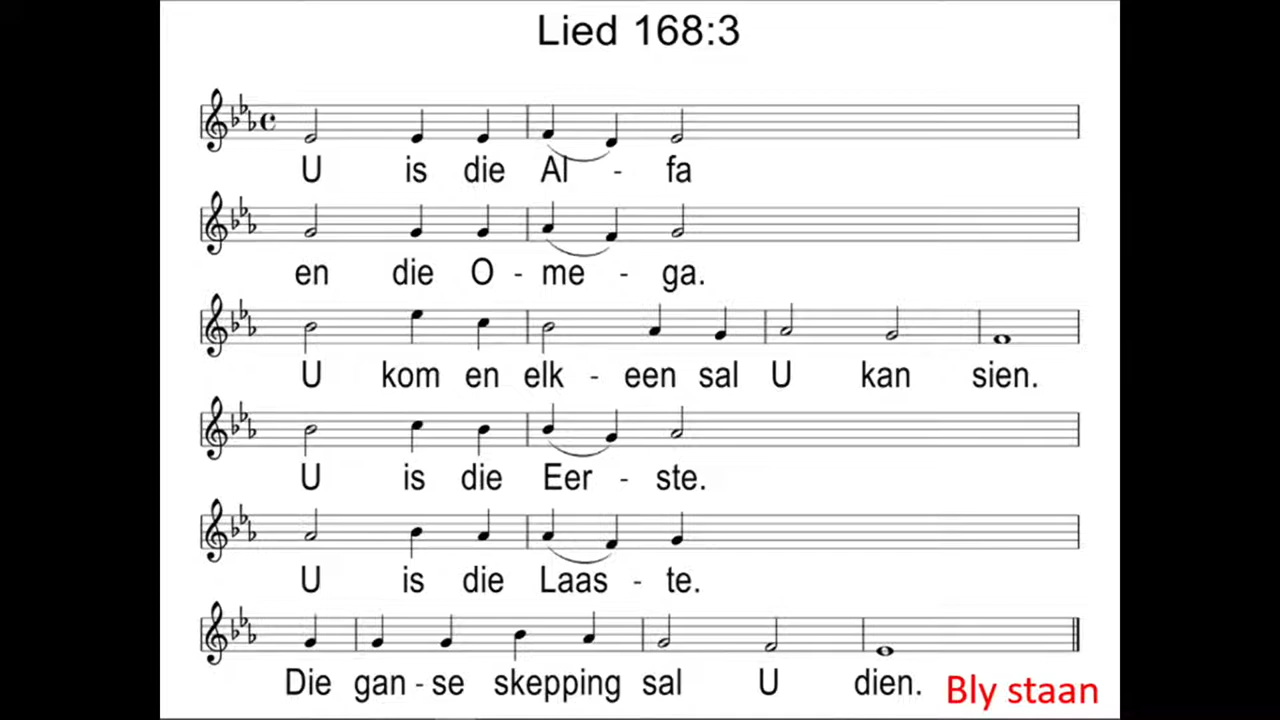 Lied 168:3
U is die Al - fa
en die O - me - ga.
U kom en elk - een sal U kan sien.
U is die Eer - ste.
U is die Laas - te.
Die gan - se skepping sal U dien.
Bly staan